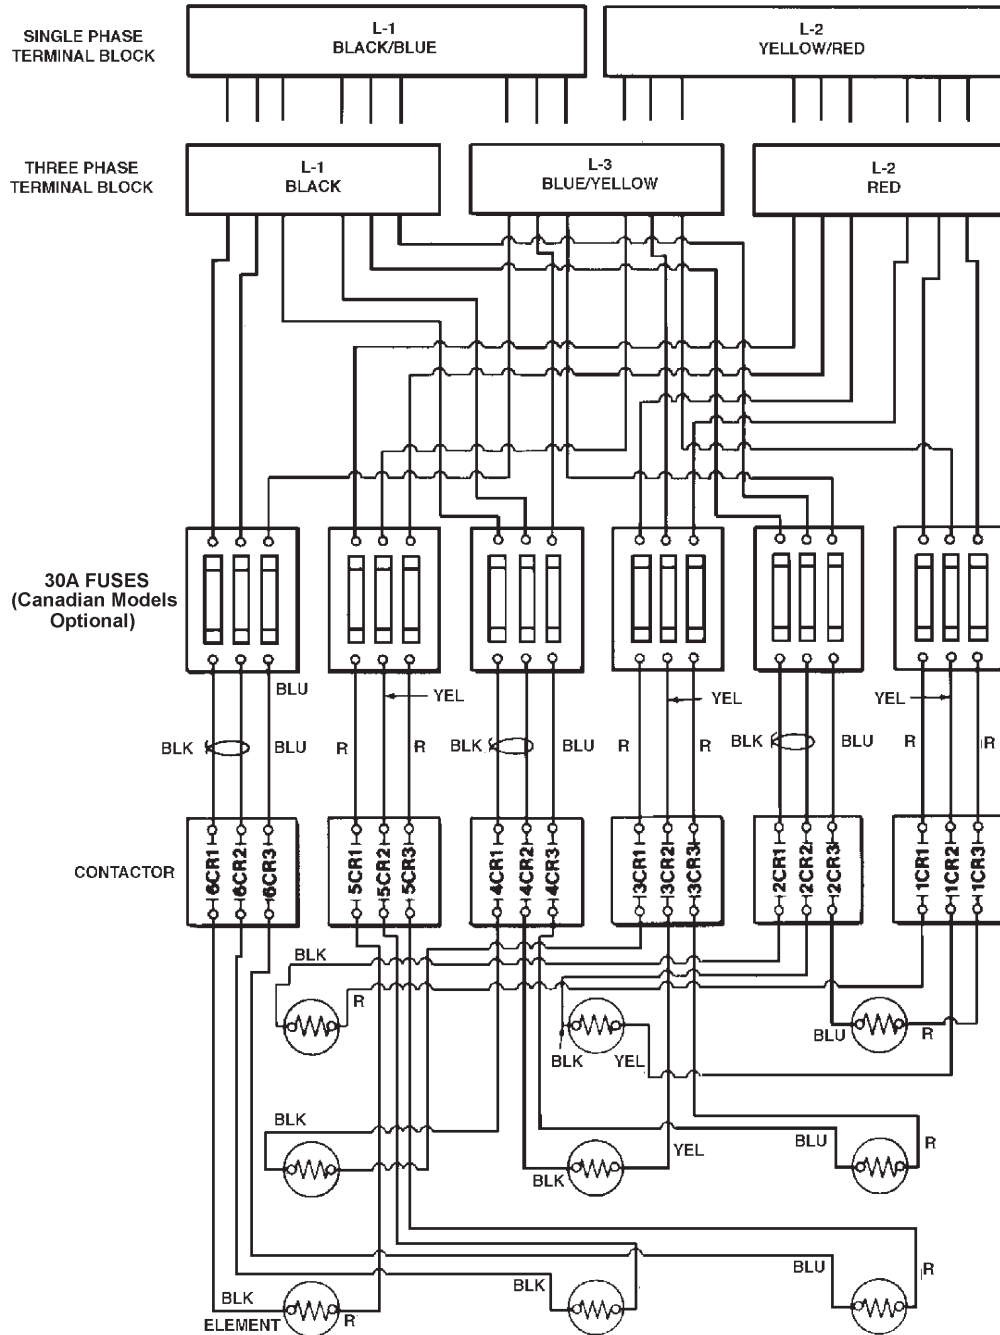 SINGLE PHASE
TERMINAL BLOCK
L-1
BLACK/BLUE
L-2
YELLOW/RED
THREE PHASE
TERMINAL BLOCK
L-1
BLACK
L-3
BLUE/YELLOW
L-2
RED
30A FUSES
(Canadian Models
Optional)
BLU
YEL
YEL
YEL
BLK
BLU
R
R
BLK
BLU
R
R
BLK
BLU
R
R
CONTACTOR
6CR1
6CR2
6CR3
5CR1
5CR2
5CR3
4CR1
4CR2
4CR3
3CR1
3CR2
3CR3
2CR1
2CR2
2CR3
1CR1
1CR2
1CR3
BLK
R
BLK
YEL
BLU
R
BLK
BLK
YEL
BLU
R
BLK
ELEMENT
R
BLK
BLU
R